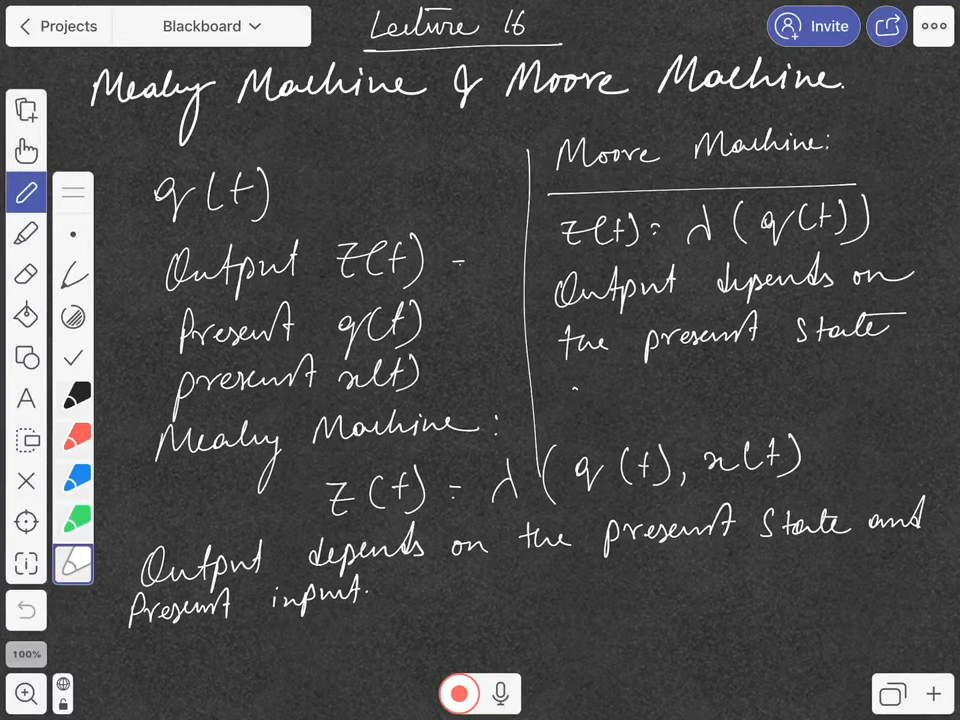 Projects
Blackboard
Invite
Lecture 16
Mealy Machine & Moore Machine.
q(t)
Output z(t) =
Present q(t)
present x(t)
Mealy Machine :
z(t) = λ ( q(t), x(t)
Output depends on the present State and
Present input.
Moore Machine:
z(t) = λ (q(t))
Output depends on
the present State
A
100%